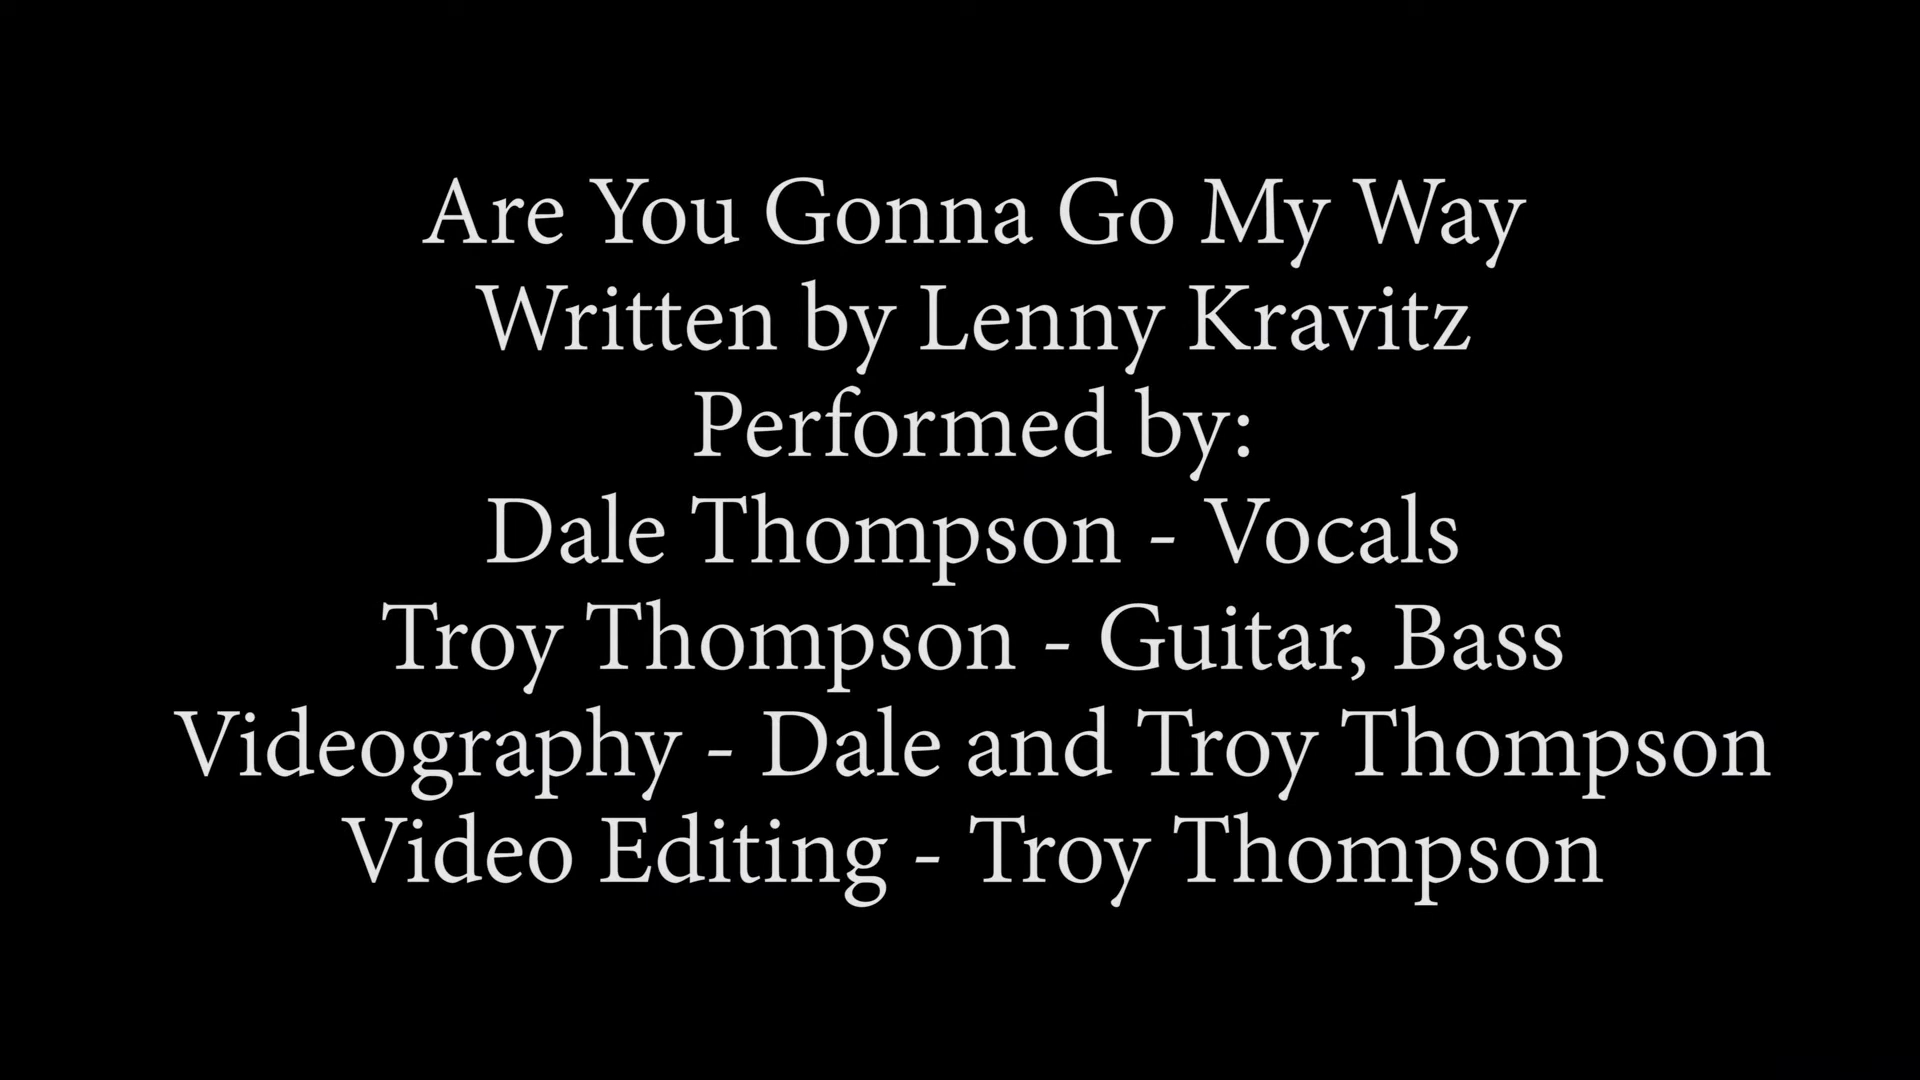 Are You Gonna Go My Way
Written by Lenny Kravitz
Performed by:
Dale Thompson - Vocals
Troy Thompson - Guitar, Bass
Videography - Dale and Troy Thompson
Video Editing - Troy Thompson